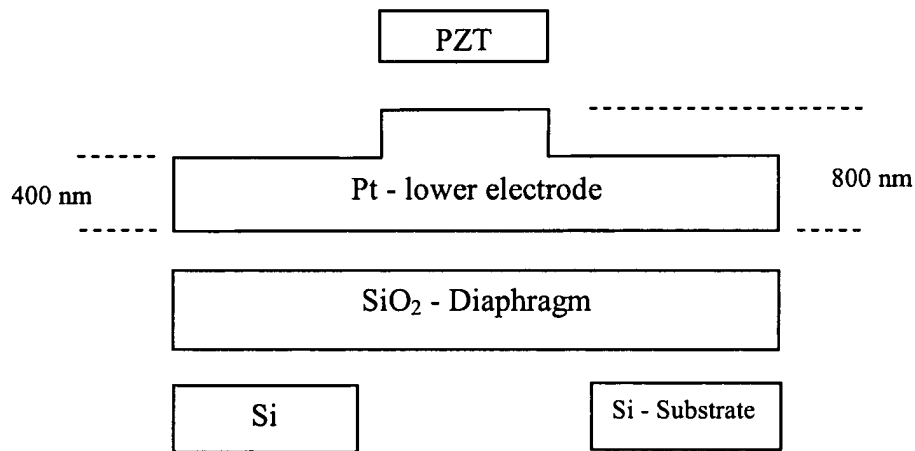 PZT
400 nm
Pt - lower electrode
800 nm
SiO₂ - Diaphragm
Si
Si - Substrate